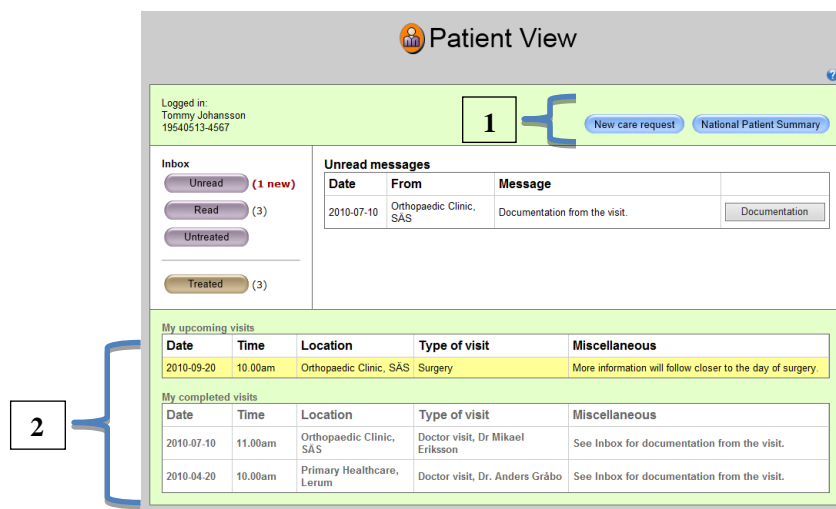 Patient View
?
Logged in:
Tommy Johansson
19540513-4567
1
New care request
National Patient Summary
Inbox
Unread (1 new)
Read (3)
Untreated
Treated (3)
Unread messages
Date From Message
2010-07-10 Orthopaedic Clinic, SÄS Documentation from the visit. Documentation
2
My upcoming visits
Date Time Location Type of visit Miscellaneous
2010-09-20 10.00am Orthopaedic Clinic, SÄS Surgery More information will follow closer to the day of surgery.
My completed visits
Date Time Location Type of visit Miscellaneous
2010-07-10 11.00am Orthopaedic Clinic, SÄS Doctor visit, Dr Mikael Eriksson See Inbox for documentation from the visit.
2010-04-20 10.00am Primary Healthcare, Lerum Doctor visit, Dr. Anders Gråbo See Inbox for documentation from the visit.